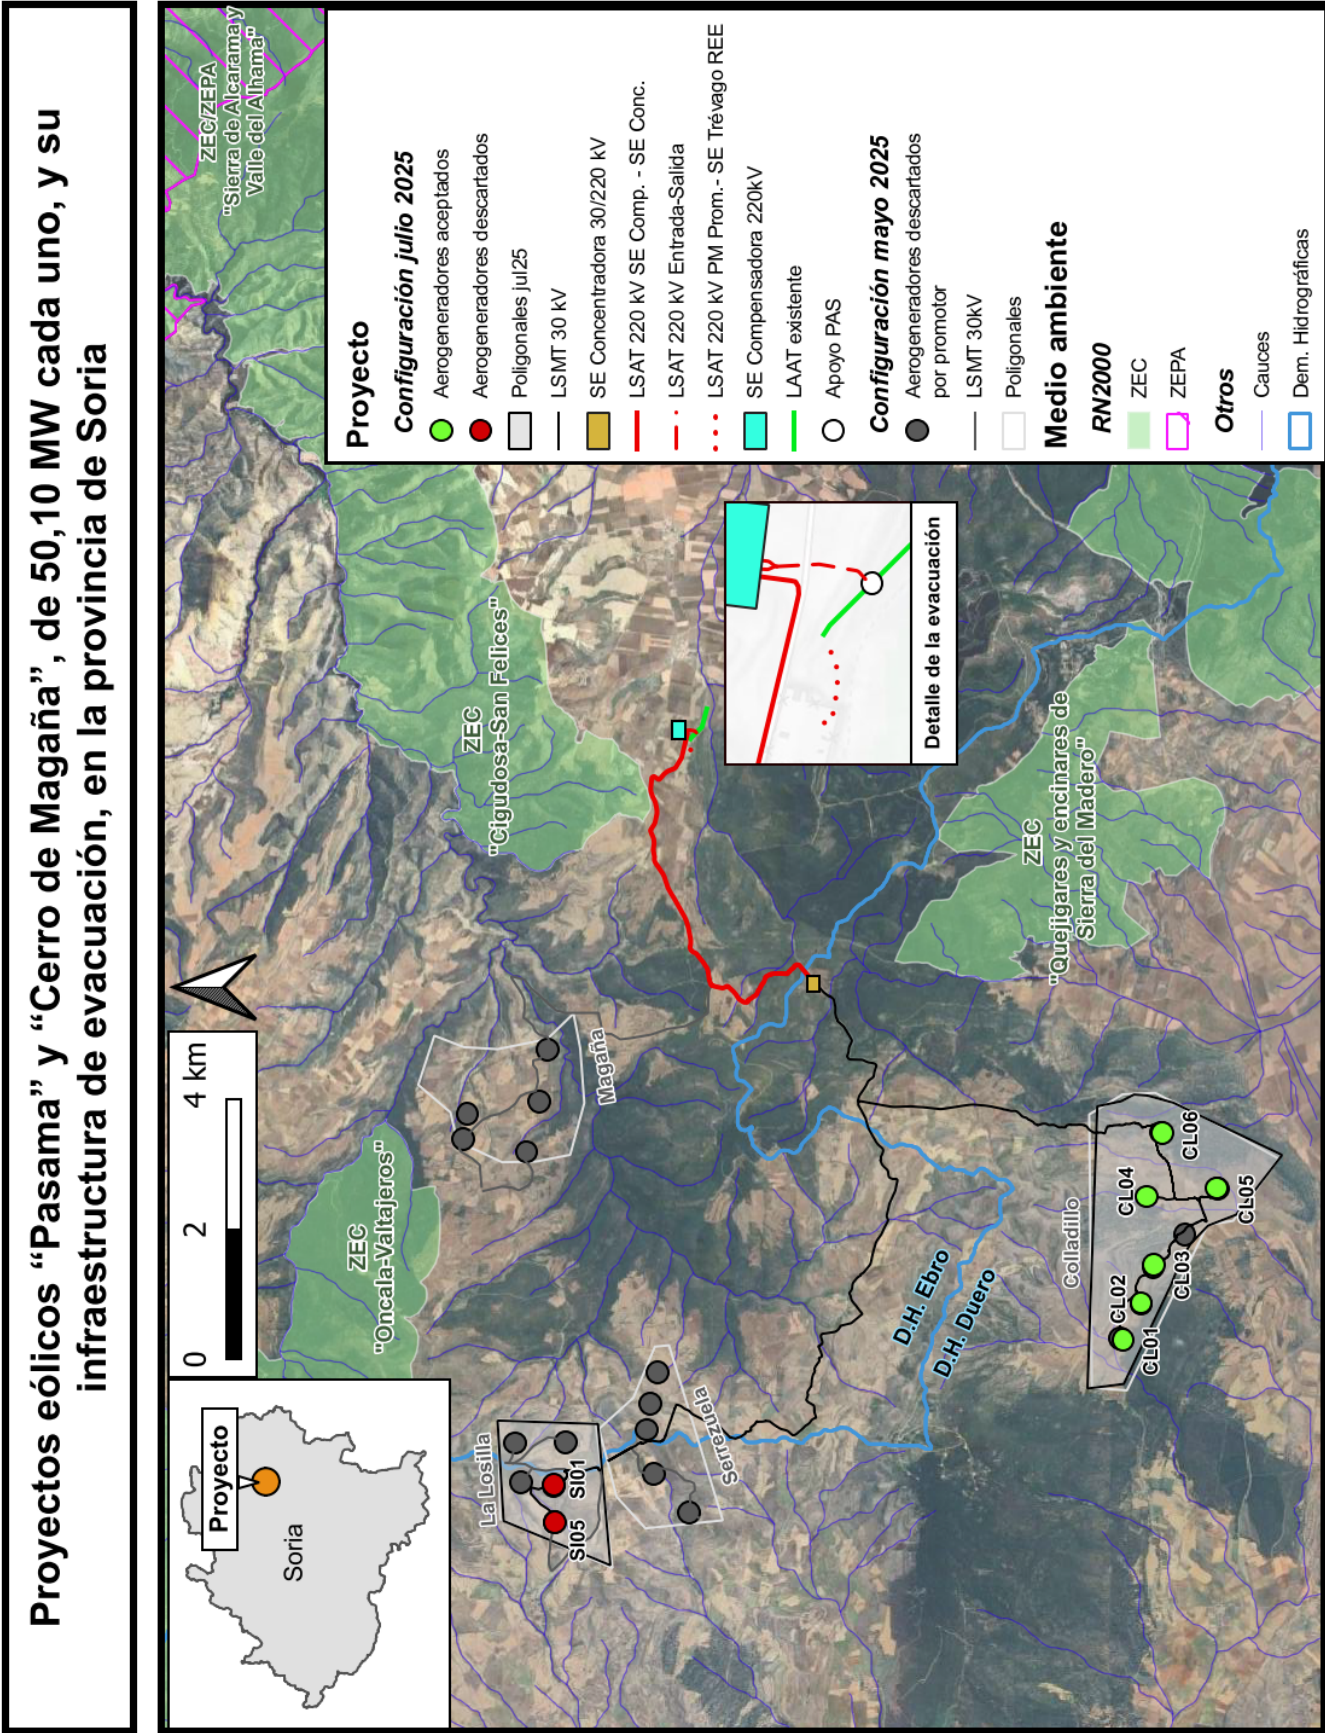 Proyectos eólicos “Pasama” y “Cerro de Magaña”, de 50,10 MW cada uno, y su
infraestructura de evacuación, en la provincia de Soria
Proyecto
Soria
0
2
4 km
ZEC
"Oncala-Valtajeros"
ZEC
"Cigudosa-San Felices"
ZEC/ZEPA
"Sierra de Alcarama y
Valle del Alhama"
La Losilla
SI05
SI01
Serrezuela
Magaña
D.H. Ebro
D.H. Duero
Colladillo
CL01
CL02
CL03
CL04
CL05
CL06
ZEC
"Quejigares y encinares de
Sierra del Madero"
Detalle de la evacuación
Proyecto
Configuración julio 2025
Aerogeneradores aceptados
Aerogeneradores descartados
Poligonales jul25
LSMT 30 kV
SE Concentradora 30/220 kV
LSAT 220 kV SE Comp. - SE Conc.
LSAT 220 kV Entrada-Salida
LSAT 220 kV PM Prom.- SE Trévago REE
SE Compensadora 220kV
LAAT existente
Apoyo PAS
Configuración mayo 2025
Aerogeneradores descartados
por promotor
LSMT 30kV
Poligonales
Medio ambiente
RN2000
ZEC
ZEPA
Otros
Cauces
Dem. Hidrográficas